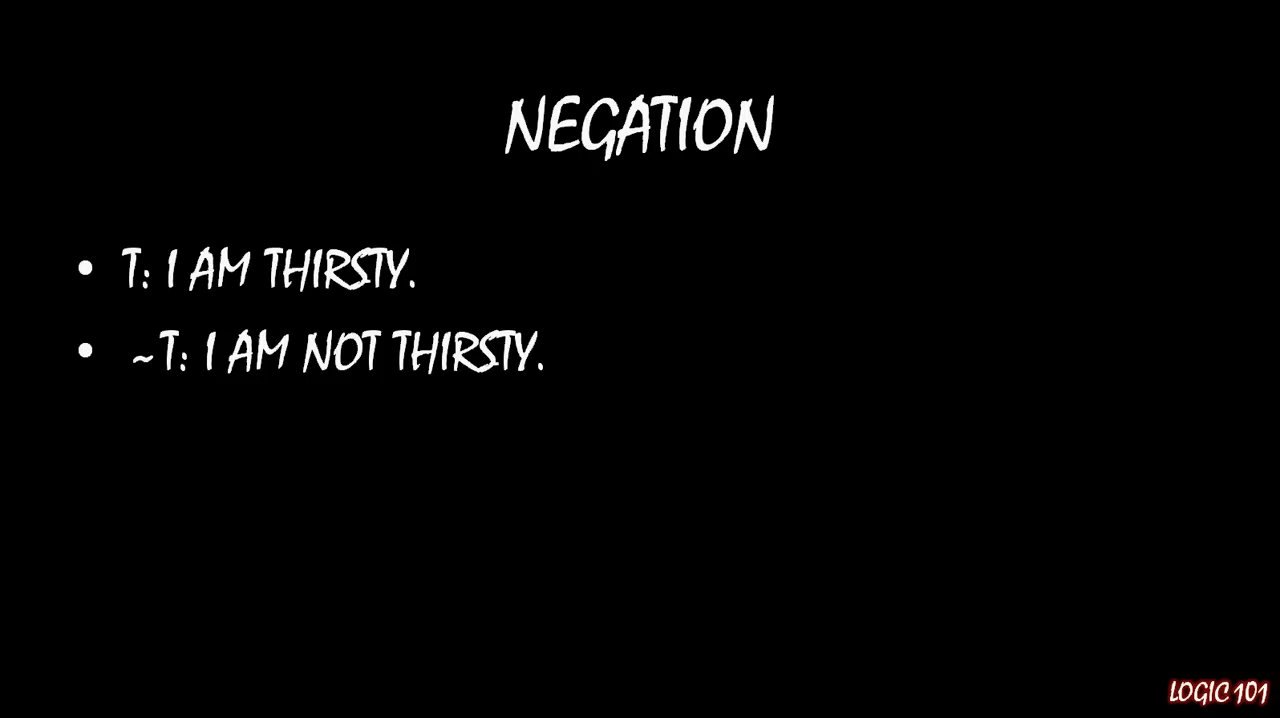 NEGATION
• T: I AM THIRSTY.
• ~T: I AM NOT THIRSTY.
LOGIC 101